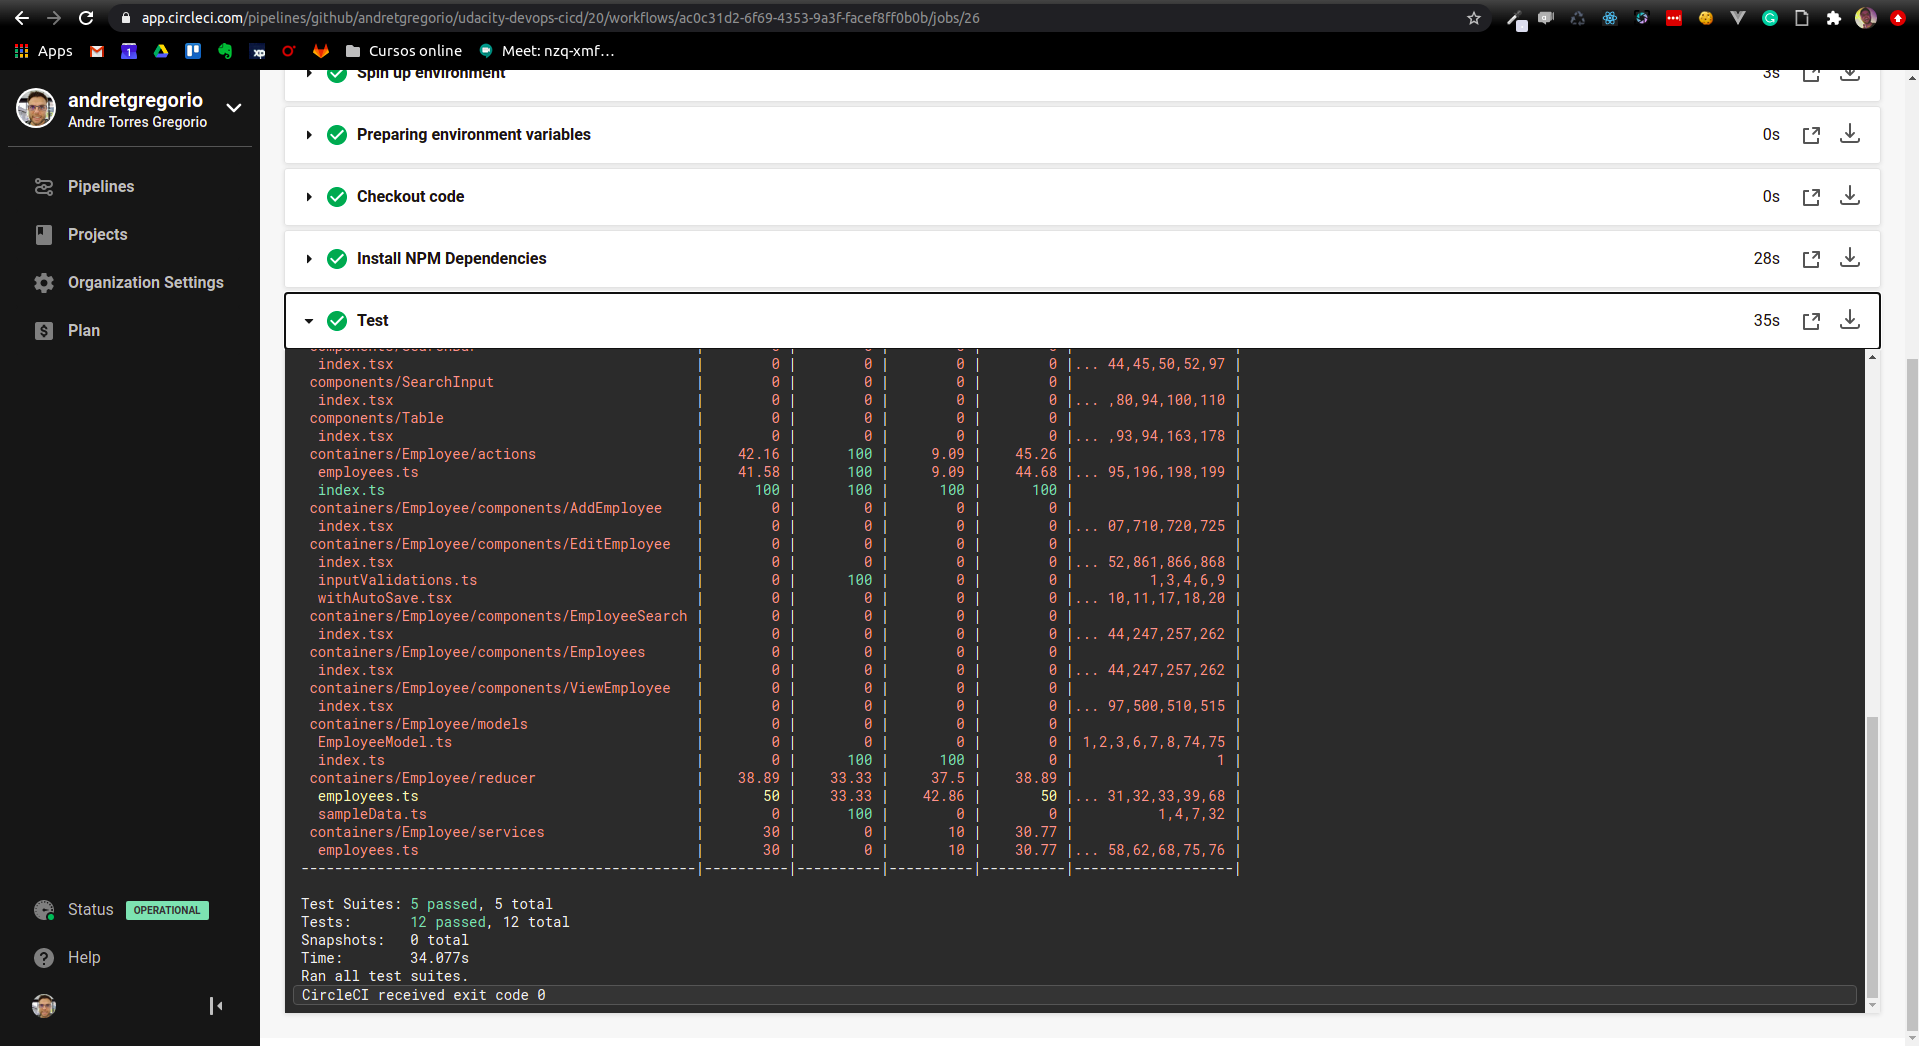 app.circleci.com/pipelines/github/andretgregorio/udacity-devops-cicd/20/workflows/ac0c31d2-6f69-4353-9a3f-facef8ff0b0b/jobs/26
Apps 1 xp Cursos online Meet: nzq-xmf...
andretgregorio
Andre Torres Gregorio
Pipelines
Projects
Organization Settings
Plan
Status OPERATIONAL
Help
Spin up environment 3s
Preparing environment variables 0s
Checkout code 0s
Install NPM Dependencies 28s
Test 35s
components/SearchBar | 0 | 0 | 0 | 0 | |
index.tsx | 0 | 0 | 0 | 0 |... 44,45,50,52,97 |
components/SearchInput | 0 | 0 | 0 | 0 | |
index.tsx | 0 | 0 | 0 | 0 |... ,80,94,100,110 |
components/Table | 0 | 0 | 0 | 0 | |
index.tsx | 0 | 0 | 0 | 0 |... ,93,94,163,178 |
containers/Employee/actions | 42.16 | 100 | 9.09 | 45.26 | |
employees.ts | 41.58 | 100 | 9.09 | 44.68 |... 95,196,198,199 |
index.ts | 100 | 100 | 100 | 100 | |
containers/Employee/components/AddEmployee | 0 | 0 | 0 | 0 | |
index.tsx | 0 | 0 | 0 | 0 |... 07,710,720,725 |
containers/Employee/components/EditEmployee | 0 | 0 | 0 | 0 | |
index.tsx | 0 | 0 | 0 | 0 |... 52,861,866,868 |
inputValidations.ts | 0 | 100 | 0 | 0 | 1,3,4,6,9 |
withAutoSave.tsx | 0 | 0 | 0 | 0 |... 10,11,17,18,20 |
containers/Employee/components/EmployeeSearch | 0 | 0 | 0 | 0 | |
index.tsx | 0 | 0 | 0 | 0 |... 44,247,257,262 |
containers/Employee/components/Employees | 0 | 0 | 0 | 0 | |
index.tsx | 0 | 0 | 0 | 0 |... 44,247,257,262 |
containers/Employee/components/ViewEmployee | 0 | 0 | 0 | 0 | |
index.tsx | 0 | 0 | 0 | 0 |... 97,500,510,515 |
containers/Employee/models | 0 | 0 | 0 | 0 | |
EmployeeModel.ts | 0 | 0 | 0 | 0 | 1,2,3,6,7,8,74,75 |
index.ts | 0 | 100 | 100 | 0 | 1 |
containers/Employee/reducer | 38.89 | 33.33 | 37.5 | 38.89 | |
employees.ts | 50 | 33.33 | 42.86 | 50 |... 31,32,33,39,68 |
sampleData.ts | 0 | 100 | 0 | 0 | 1,4,7,32 |
containers/Employee/services | 30 | 0 | 10 | 30.77 | |
employees.ts | 30 | 0 | 10 | 30.77 |... 58,62,68,75,76 |
-----------------------------------------------|----------|----------|----------|----------|-------------------|
Test Suites: 5 passed, 5 total
Tests: 12 passed, 12 total
Snapshots: 0 total
Time: 34.077s
Ran all test suites.
CircleCI received exit code 0